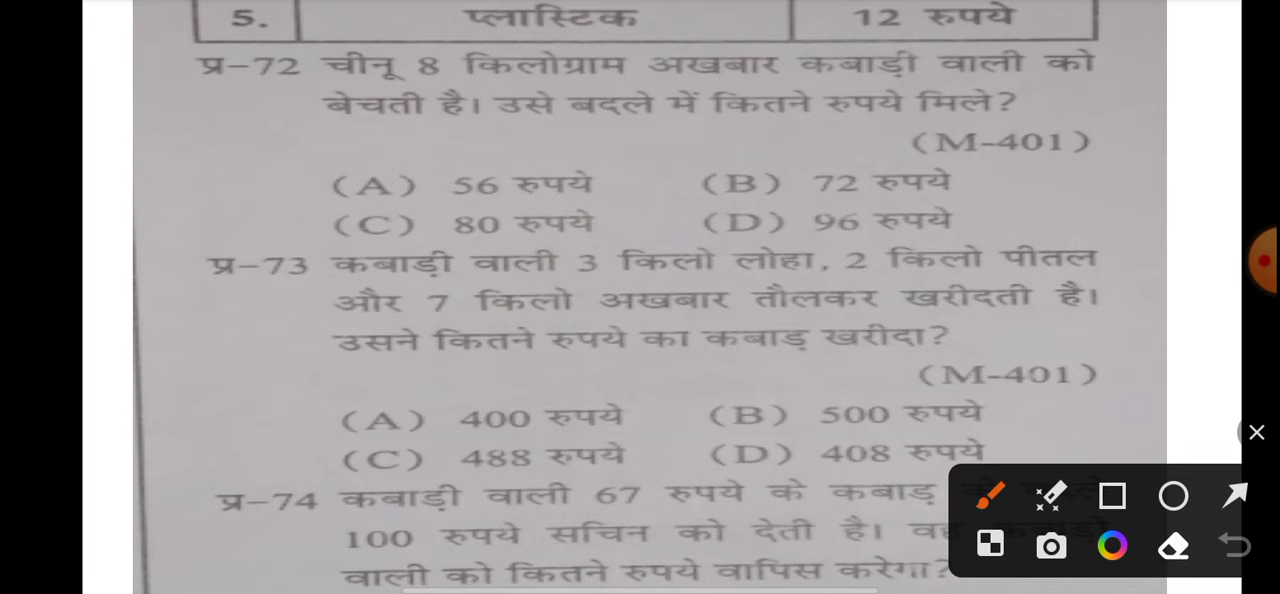 5. प्लास्टिक 12 रुपये
प्र–72 चीनू 8 किलोग्राम अखबार कबाड़ी वाली को
बेचती है। उसे बदले में कितने रुपये मिले?
(M-401)
(A) 56 रुपये (B) 72 रुपये
(C) 80 रुपये (D) 96 रुपये
प्र–73 कबाड़ी वाली 3 किलो लोहा, 2 किलो पीतल
और 7 किलो अखबार तौलकर खरीदती है।
उसने कितने रुपये का कबाड़ खरीदा?
(M-401)
(A) 400 रुपये (B) 500 रुपये
(C) 488 रुपये (D) 408 रुपये
प्र–74 कबाड़ी वाली 67 रुपये के कबाड़
100 रुपये सचिन को देती है। वह
वाली को कितने रुपये वापिस करेगा?